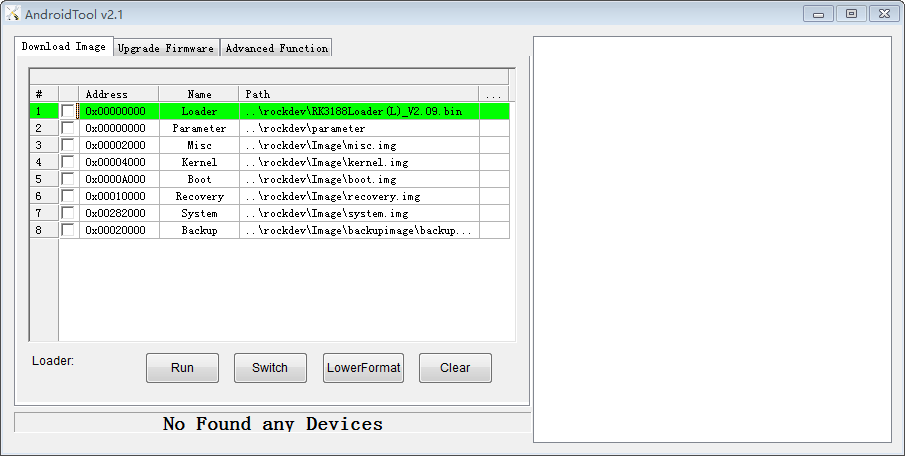 AndroidTool v2.1
Download Image Upgrade Firmware Advanced Function
# Address Name Path ...
1 0x00000000 Loader ..\rockdev\RK3188Loader(L)_V2.09.bin
2 0x00000000 Parameter ..\rockdev\parameter
3 0x00002000 Misc ..\rockdev\Image\misc.img
4 0x00004000 Kernel ..\rockdev\Image\kernel.img
5 0x0000A000 Boot ..\rockdev\Image\boot.img
6 0x00010000 Recovery ..\rockdev\Image\recovery.img
7 0x00282000 System ..\rockdev\Image\system.img
8 0x00020000 Backup ..\rockdev\Image\backupimage\backup...
Loader: Run Switch LowerFormat Clear
No Found any Devices